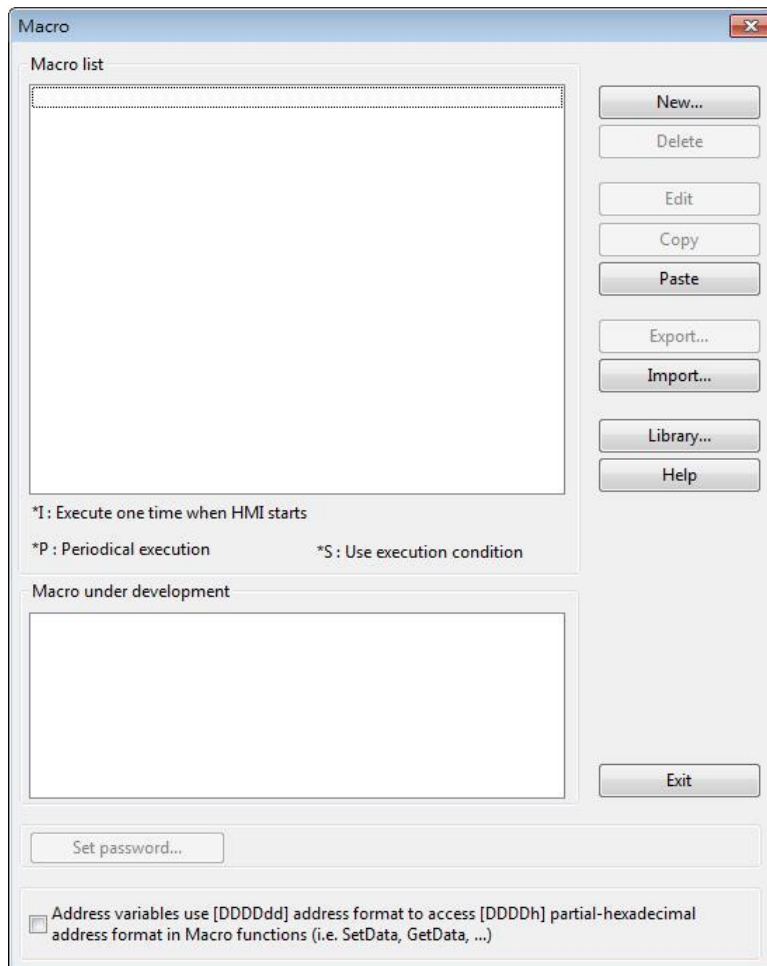 Macro
Macro list
New...
Delete
Edit
Copy
Paste
Export...
Import...
Library...
Help
*I : Execute one time when HMI starts
*P : Periodical execution
*S : Use execution condition
Macro under development
Exit
Set password...
Address variables use [DDDDdd] address format to access [DDDDh] partial-hexadecimal
address format in Macro functions (i.e. SetData, GetData, ...)